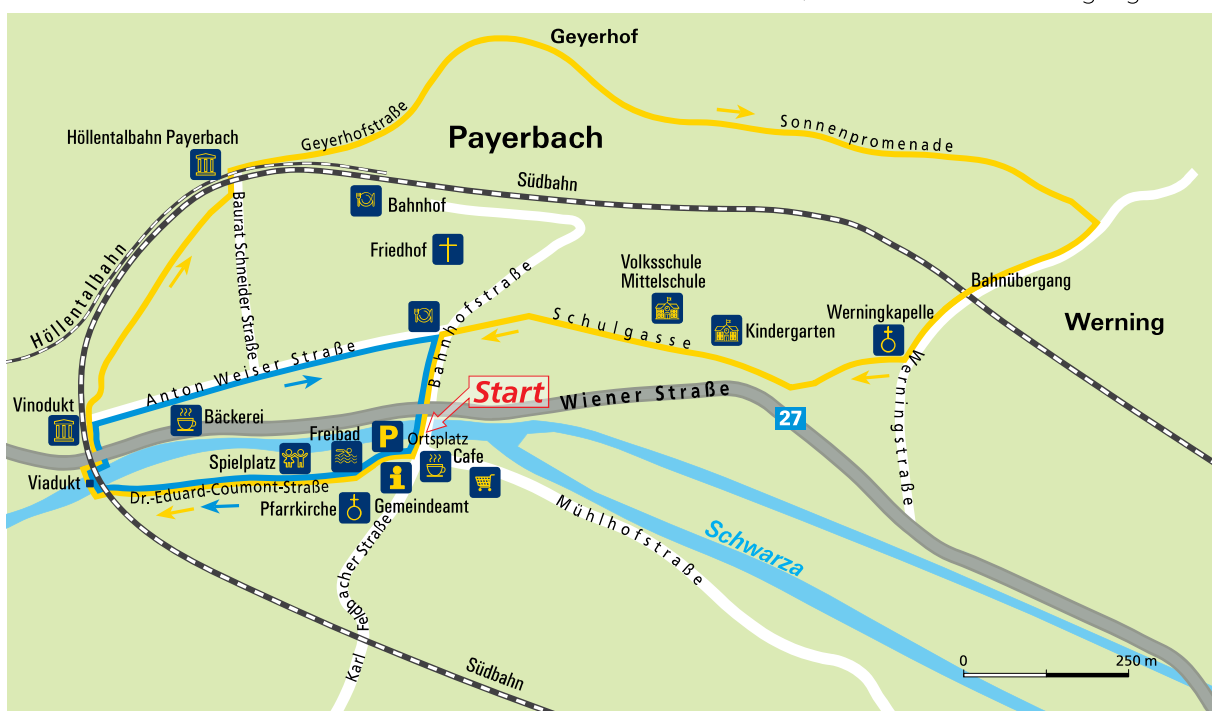 Geyerhof
Geyerhofstraße
Sonnenpromenade
Höllentalbahn Payerbach
Payerbach
Südbahn
Bahnhof
Baurat Schneider Straße
Friedhof
Höllentalbahn
Bahnhofstraße
Volksschule
Mittelschule
Bahnübergang
Schulgasse
Kindergarten
Werningkapelle
Werning
Anton Weiser Straße
Werningstraße
Start
Wiener Straße
27
Vinodukt
Bäckerei
Freibad
P
Ortsplatz
Spielplatz
Cafe
Viadukt
Dr.-Eduard-Coumont-Straße
Pfarrkirche
i
Gemeindeamt
Mühlhofstraße
Schwarza
Karl Feldbacher Straße
Südbahn
0
250 m